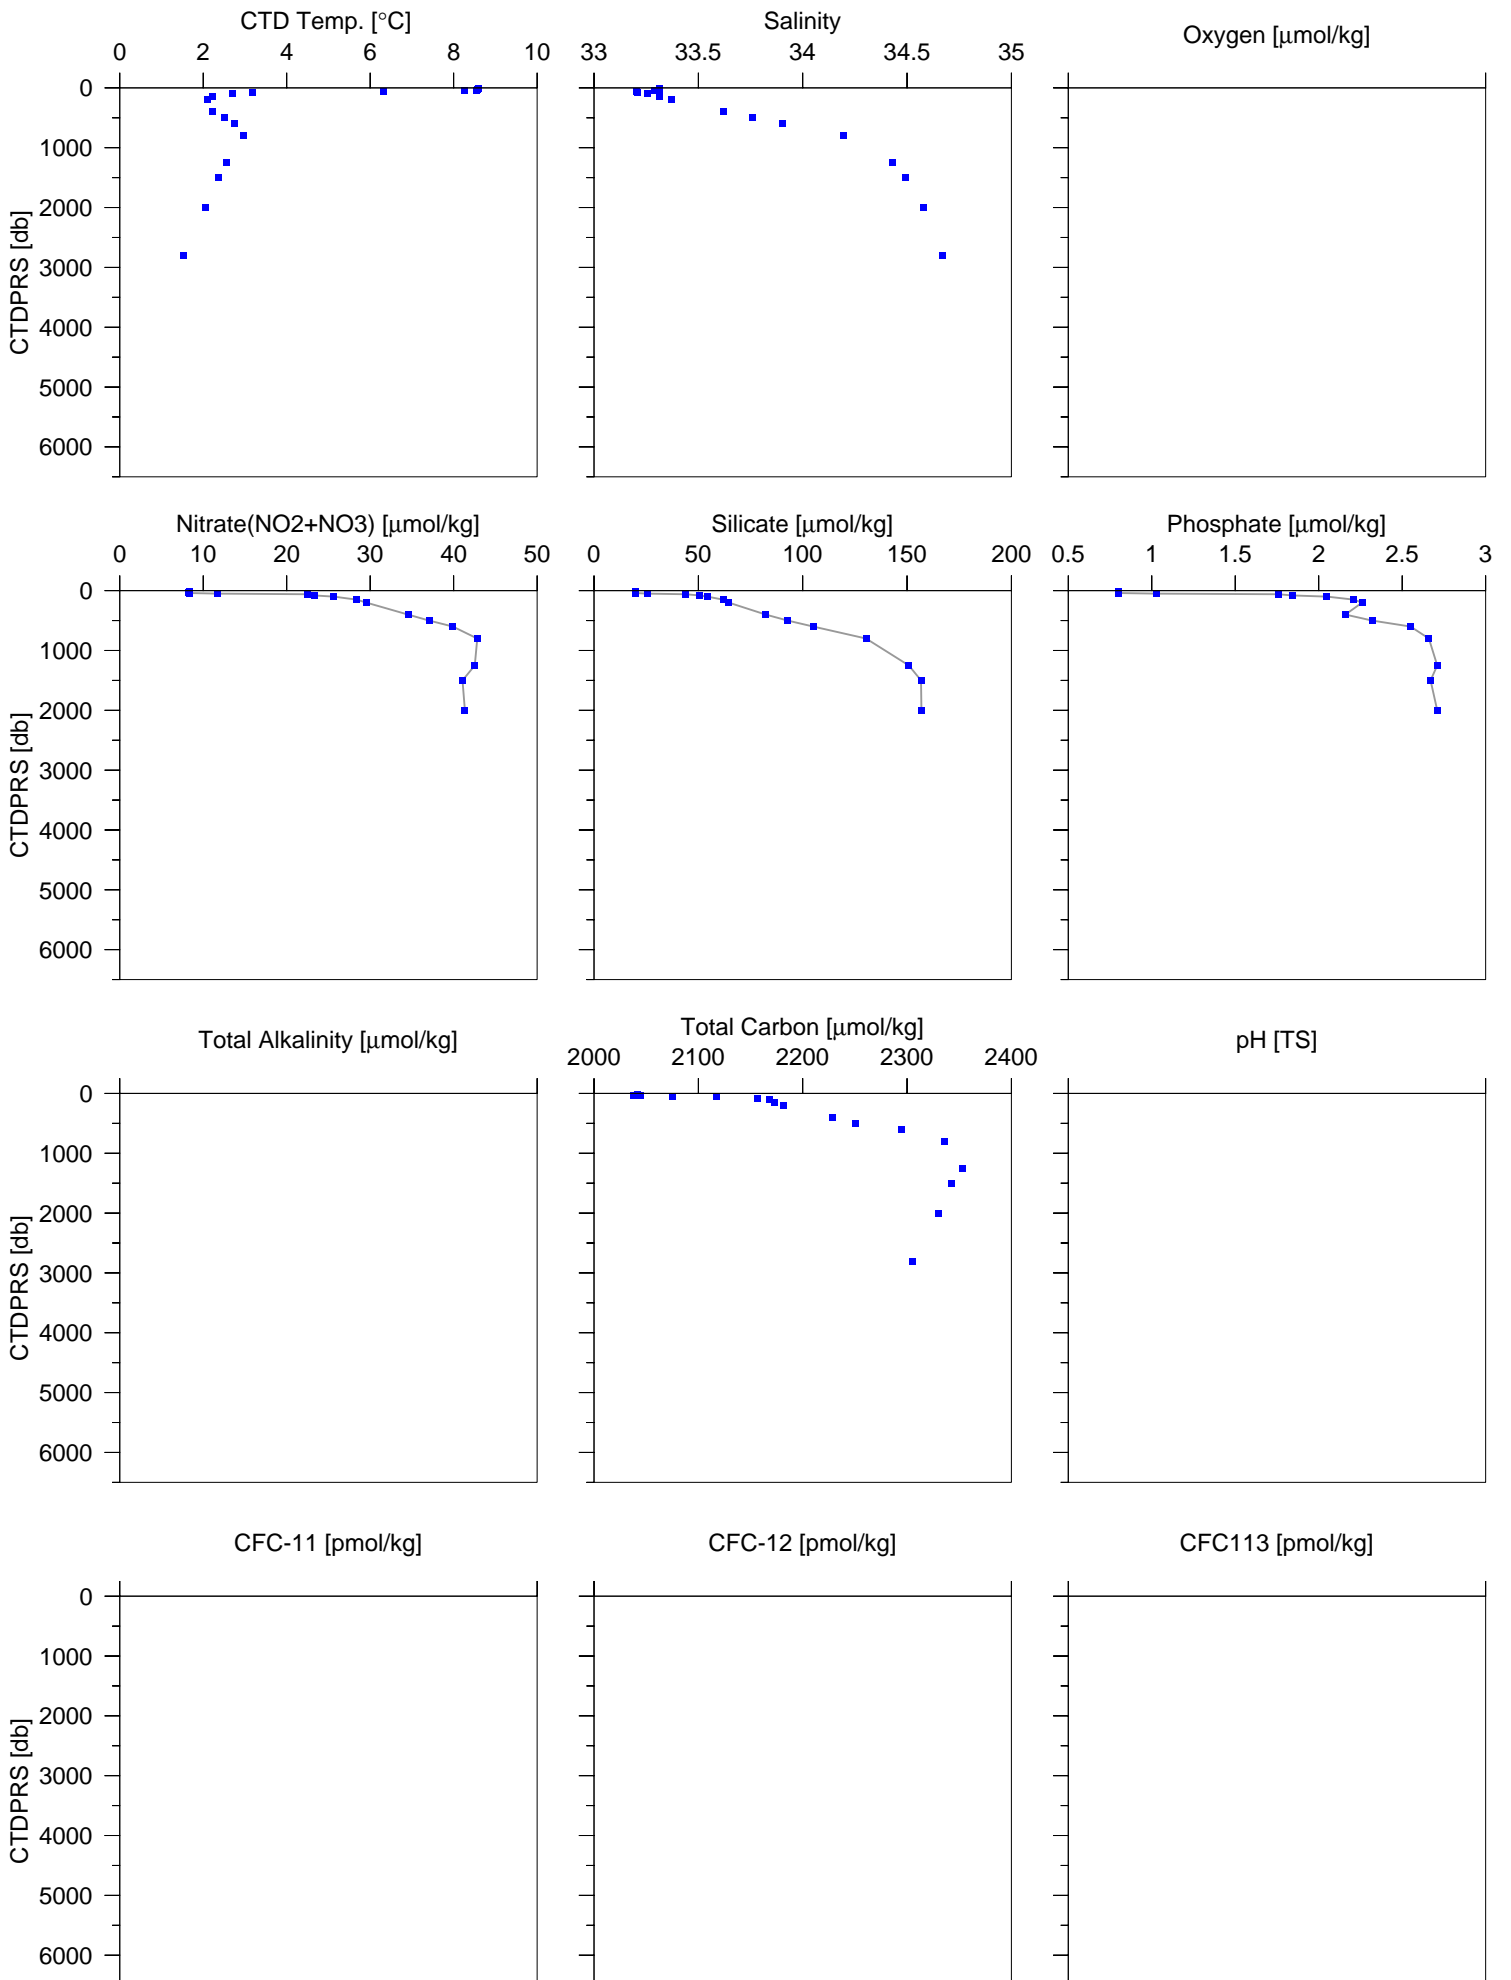 CTD Temp. [°C]
0 2 4 6 8 10
Salinity
33 33.5 34 34.5 35
Oxygen [μmol/kg]
0
1000
2000
3000
4000
5000
6000
CTDPRS [db]
Nitrate(NO2+NO3) [μmol/kg]
0 10 20 30 40 50
Silicate [μmol/kg]
0 50 100 150 200
Phosphate [μmol/kg]
0.5 1 1.5 2 2.5 3
0
1000
2000
3000
4000
5000
6000
CTDPRS [db]
Total Alkalinity [μmol/kg]
Total Carbon [μmol/kg]
2000 2100 2200 2300 2400
pH [TS]
0
1000
2000
3000
4000
5000
6000
CTDPRS [db]
CFC-11 [pmol/kg]
CFC-12 [pmol/kg]
CFC113 [pmol/kg]
0
1000
2000
3000
4000
5000
6000
CTDPRS [db]